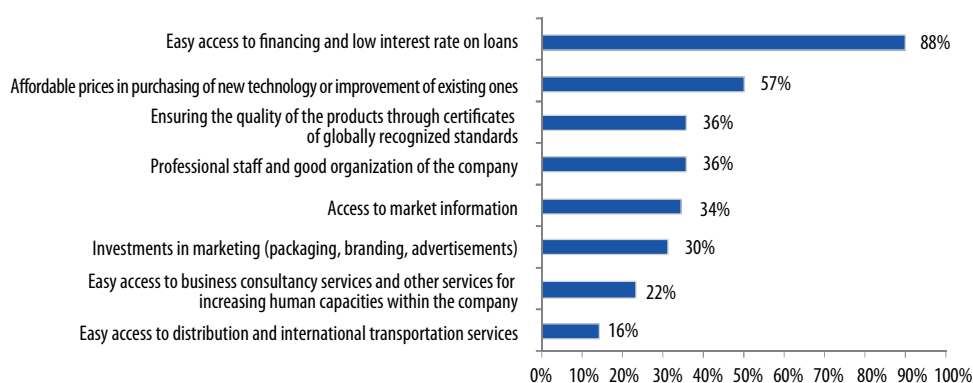 Easy access to financing and low interest rate on loans
88%
Affordable prices in purchasing of new technology or improvement of existing ones
57%
Ensuring the quality of the products through certificates
of globally recognized standards
36%
Professional staff and good organization of the company
36%
Access to market information
34%
Investments in marketing (packaging, branding, advertisements)
30%
Easy access to business consultancy services and other services for
increasing human capacities within the company
22%
Easy access to distribution and international transportation services
16%
0% 10% 20% 30% 40% 50% 60% 70% 80% 90% 100%